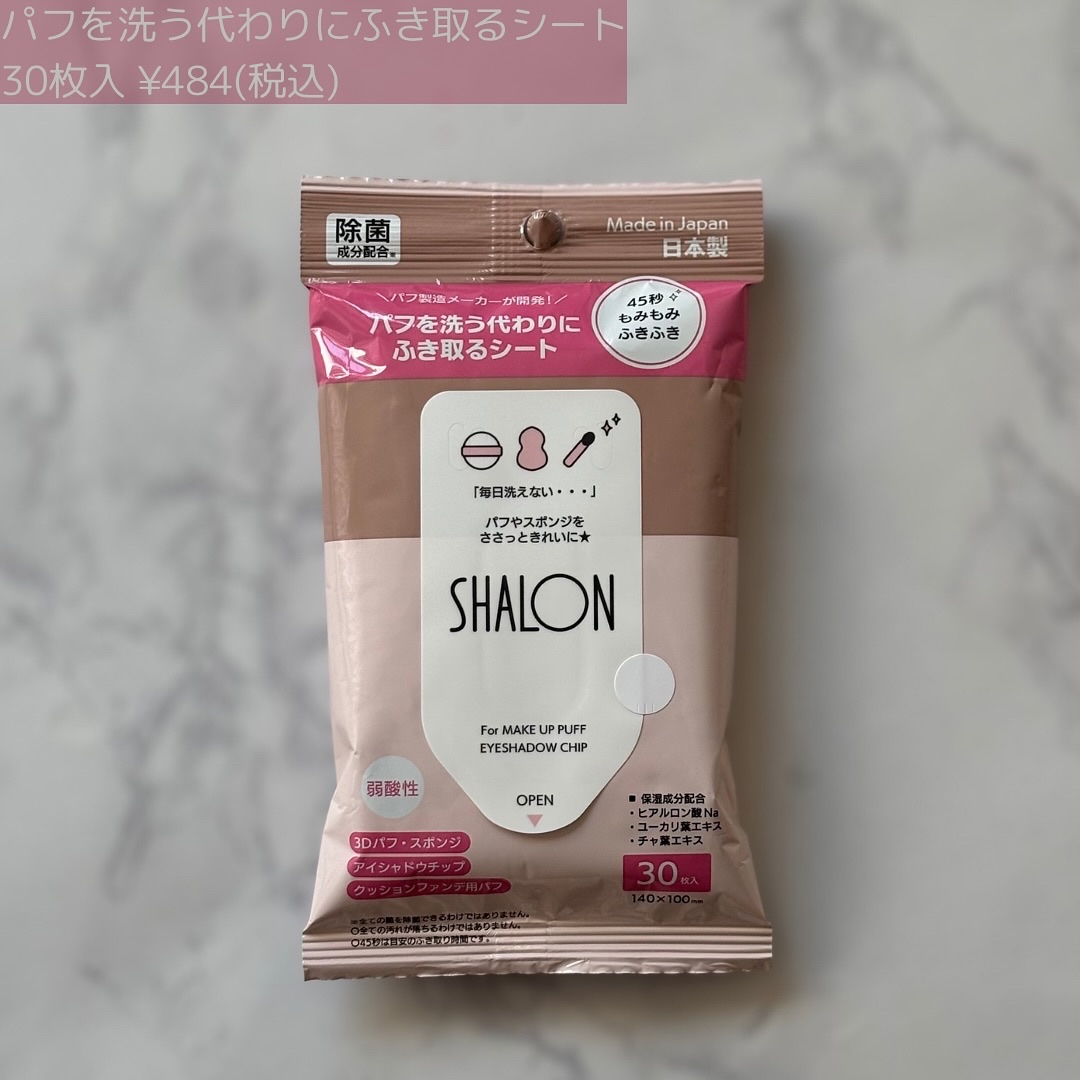 パフを洗う代わりにふき取るシート
30枚入 ¥484(税込)
除菌
成分配合※
Made in Japan
日本製
＼パフ製造メーカーが開発!／
パフを洗う代わりに
ふき取るシート
45秒
もみもみ
ふきふき
「毎日洗えない・・・」
パフやスポンジを
ささっときれいに★
SHALON
For MAKE UP PUFF
EYESHADOW CHIP
OPEN
弱酸性
3Dパフ・スポンジ
アイシャドウチップ
クッションファンデ用パフ
■ 保湿成分配合
・ヒアルロン酸Na
・ユーカリ葉エキス
・チャ葉エキス
30枚入
140×100mm
※全ての菌を除菌できるわけではありません。
○全ての汚れが落ちるわけではありません。
○45秒は目安のふき取り時間です。